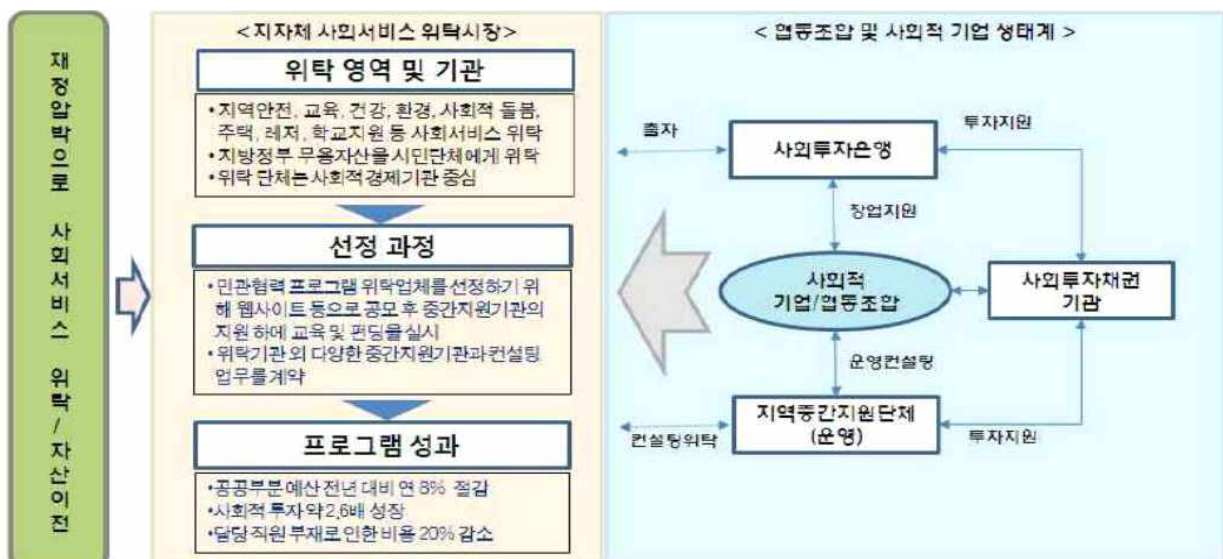 재정압박으로 사회서비스 위탁/자산이전
<지자체 사회서비스 위탁시장>
위탁 영역 및 기관
•지역안전, 교육, 건강, 환경, 사회적 돌봄,
주택, 레저, 학교지원 등 사회서비스 위탁
•지방정부 무용자산을 시민단체에게 위탁
•위탁 단체는 사회적경제기관 중심
선정 과정
•민관협력 프로그램 위탁업체를 선정하기 위
해 웹사이트 등으로 공모 후 중간지원기관의
지원 하에 교육 및 펀딩을 실시
•위탁기관 외 다양한 중간지원기관과 컨설팅
업무를 계약
프로그램 성과
•공공부분 예산 전년 대비 연 8% 절감
•사회적 투자 약 2.6배 성장
•담당 직원 부재로 인한 비용 20% 감소
< 협동조합 및 사회적 기업 생태계 >
출자
사회투자은행
투자지원
창업지원
사회적
기업/협동조합
사회투자채권
기관
운영컨설팅
지역중간지원단체
(운영)
컨설팅위탁
투자지원